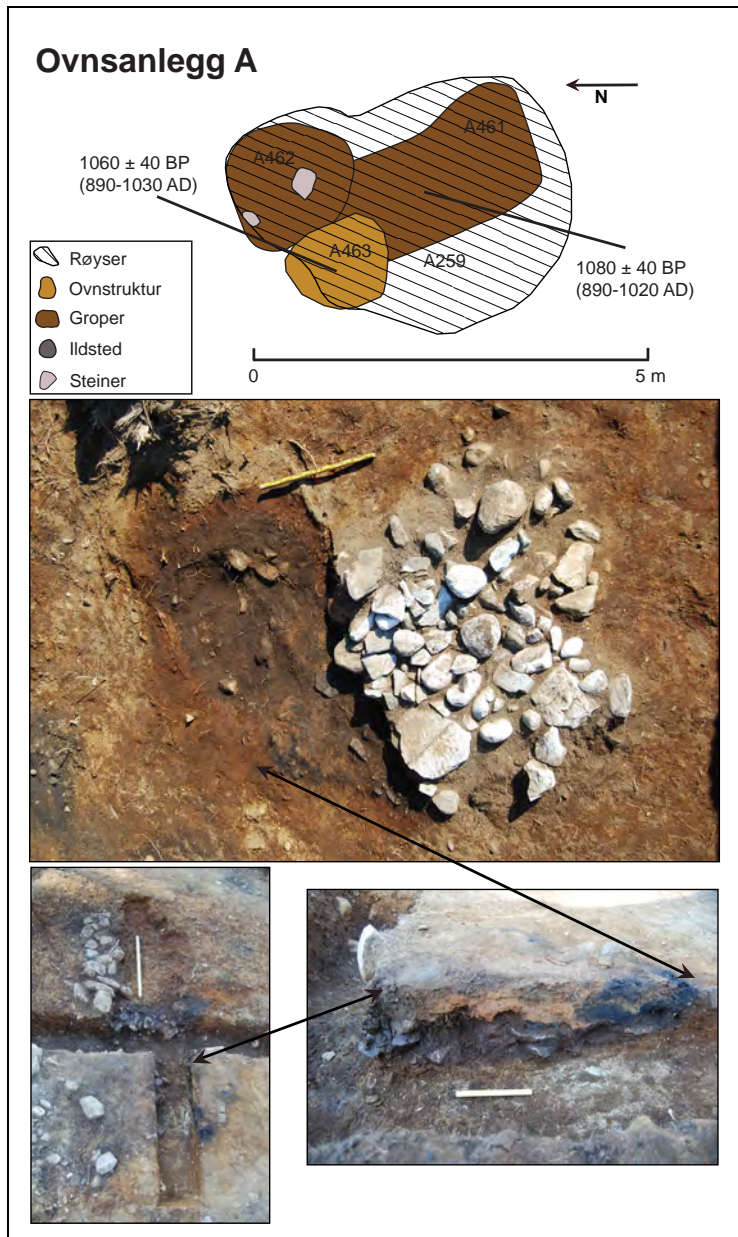 Ovnsanlegg A
N
A461
A462
1060 ± 40 BP
(890-1030 AD)
A463
A259
1080 ± 40 BP
(890-1020 AD)
Røyser
Ovnstruktur
Groper
Ildsted
Steiner
0 5 m